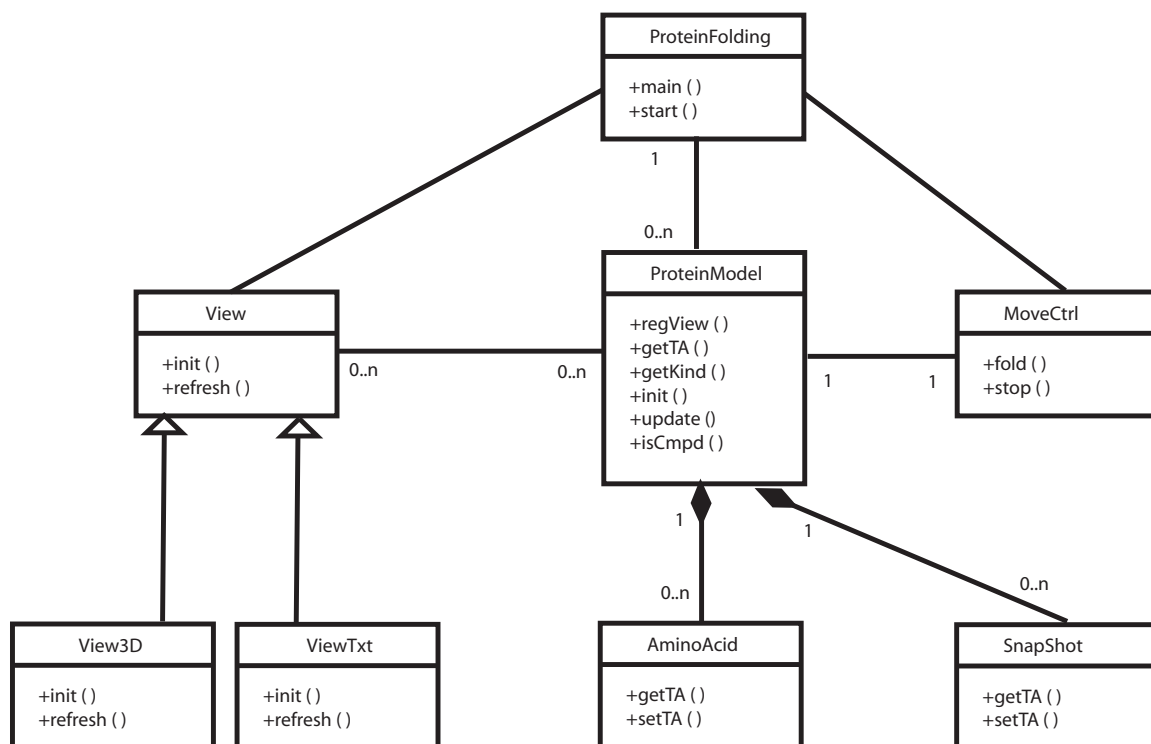 ProteinFolding
+main ( )
+start ( )
1
0..n
ProteinModel
+regView ( )
+getTA ( )
+getKind ( )
+init ( )
+update ()
+isCmpd ( )
View
+init ( )
+refresh ( )
0..n
0..n
MoveCtrl
+fold ( )
+stop ( )
1
1
1
0..n
1
0..n
View3D
+init ( )
+refresh ( )
ViewTxt
+init ( )
+refresh ( )
AminoAcid
+getTA ( )
+setTA ( )
SnapShot
+getTA ( )
+setTA ( )